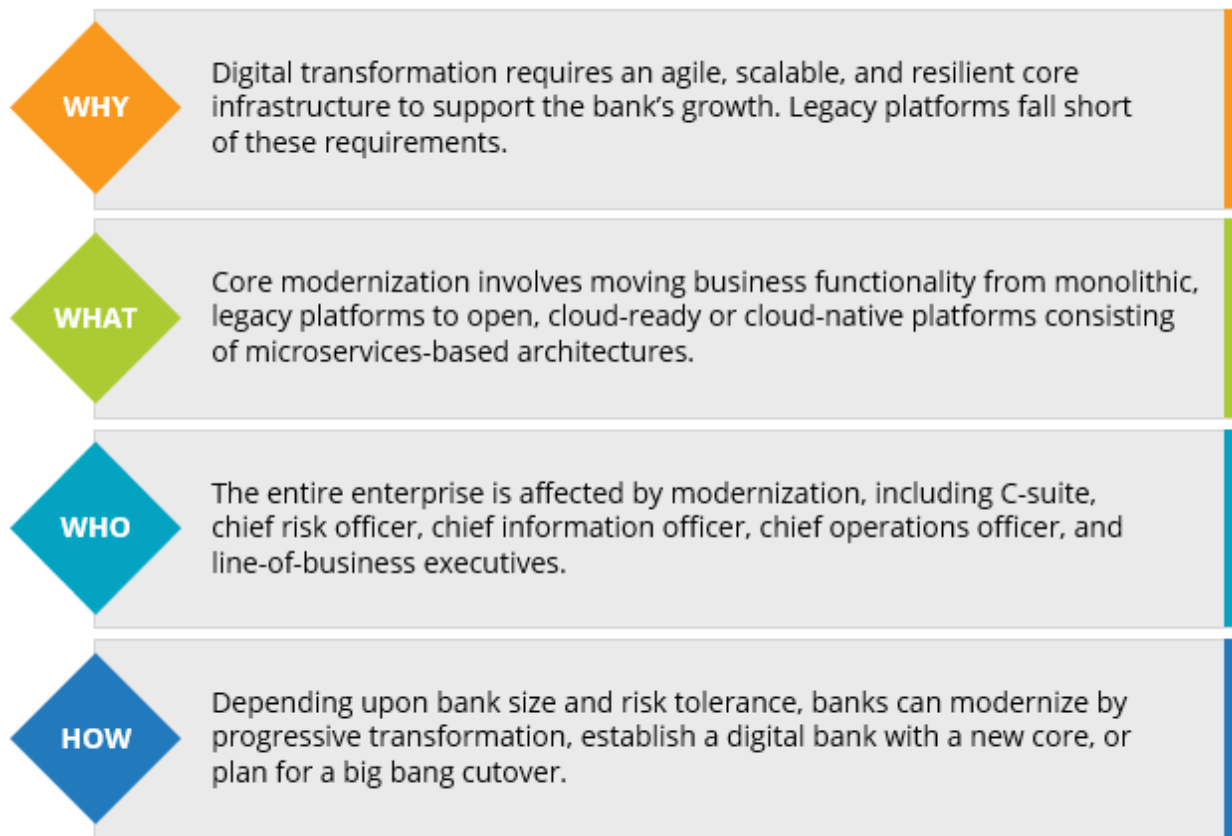 WHY
Digital transformation requires an agile, scalable, and resilient core
infrastructure to support the bank’s growth. Legacy platforms fall short
of these requirements.
WHAT
Core modernization involves moving business functionality from monolithic,
legacy platforms to open, cloud-ready or cloud-native platforms consisting
of microservices-based architectures.
WHO
The entire enterprise is affected by modernization, including C-suite,
chief risk officer, chief information officer, chief operations officer, and
line-of-business executives.
HOW
Depending upon bank size and risk tolerance, banks can modernize by
progressive transformation, establish a digital bank with a new core, or
plan for a big bang cutover.